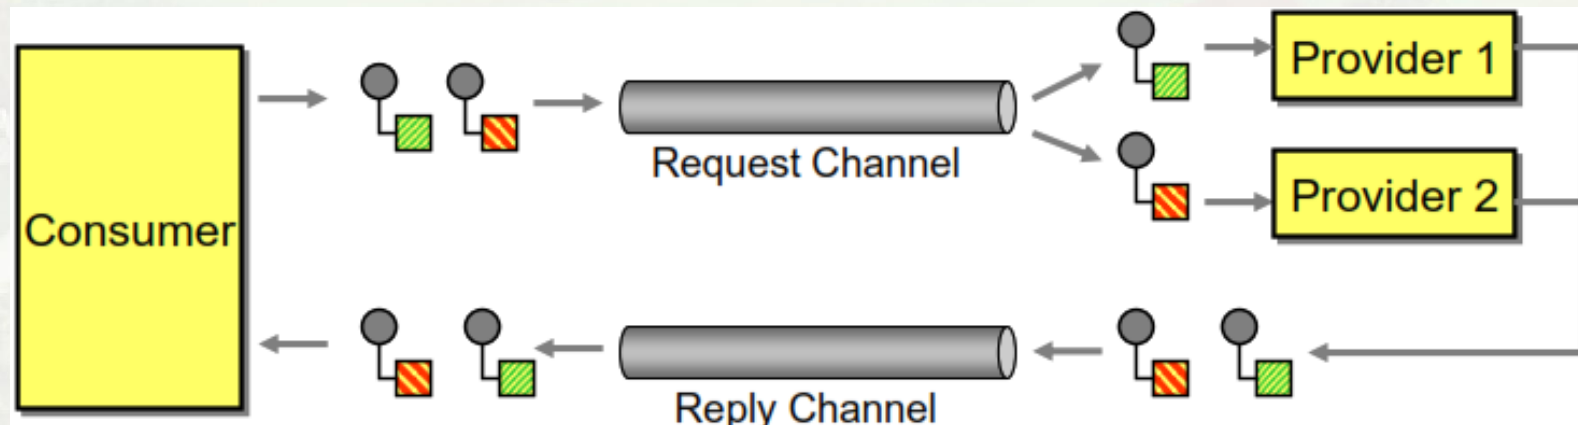 Provider 1
Request Channel
Provider 2
Consumer
Reply Channel